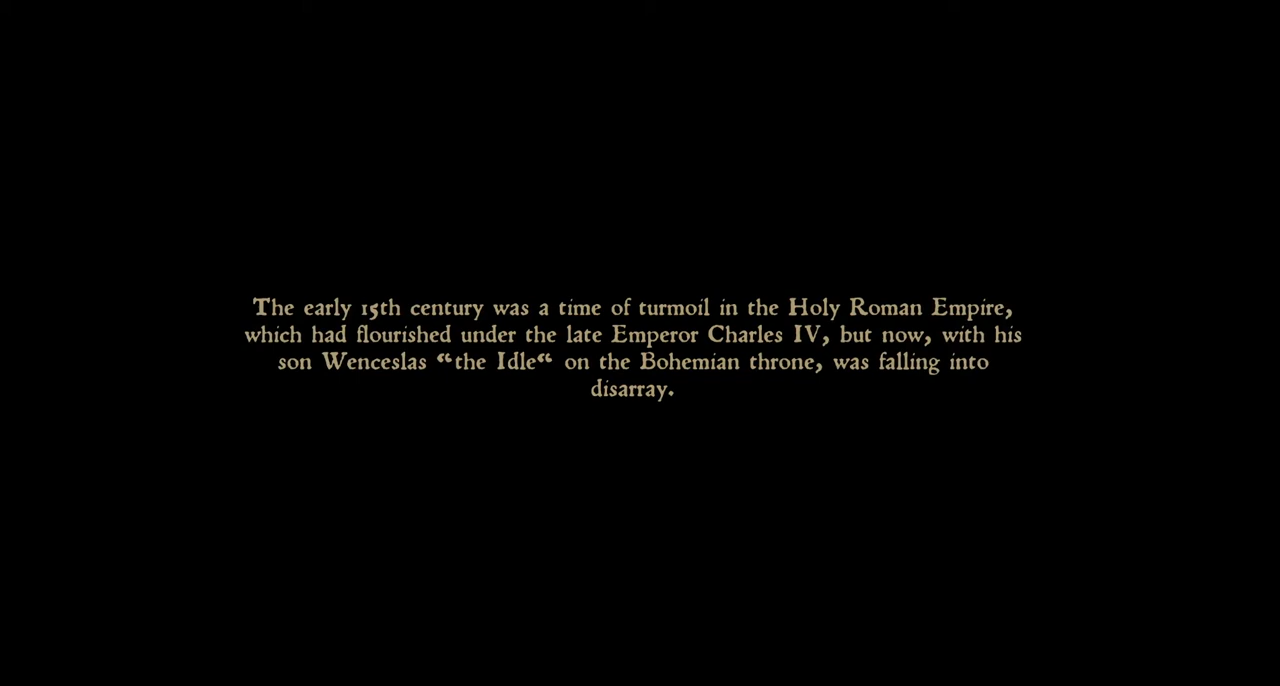 The early 15th century was a time of turmoil in the Holy Roman Empire,
which had flourished under the late Emperor Charles IV, but now, with his
son Wenceslas “the Idle“ on the Bohemian throne, was falling into
disarray.